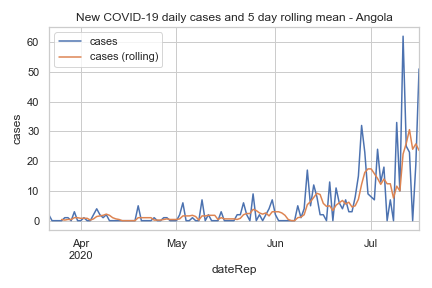 New COVID-19 daily cases and 5 day rolling mean - Angola
cases
cases (rolling)
60
50
40
30
20
10
0
cases
Apr
2020
May
Jun
Jul
dateRep